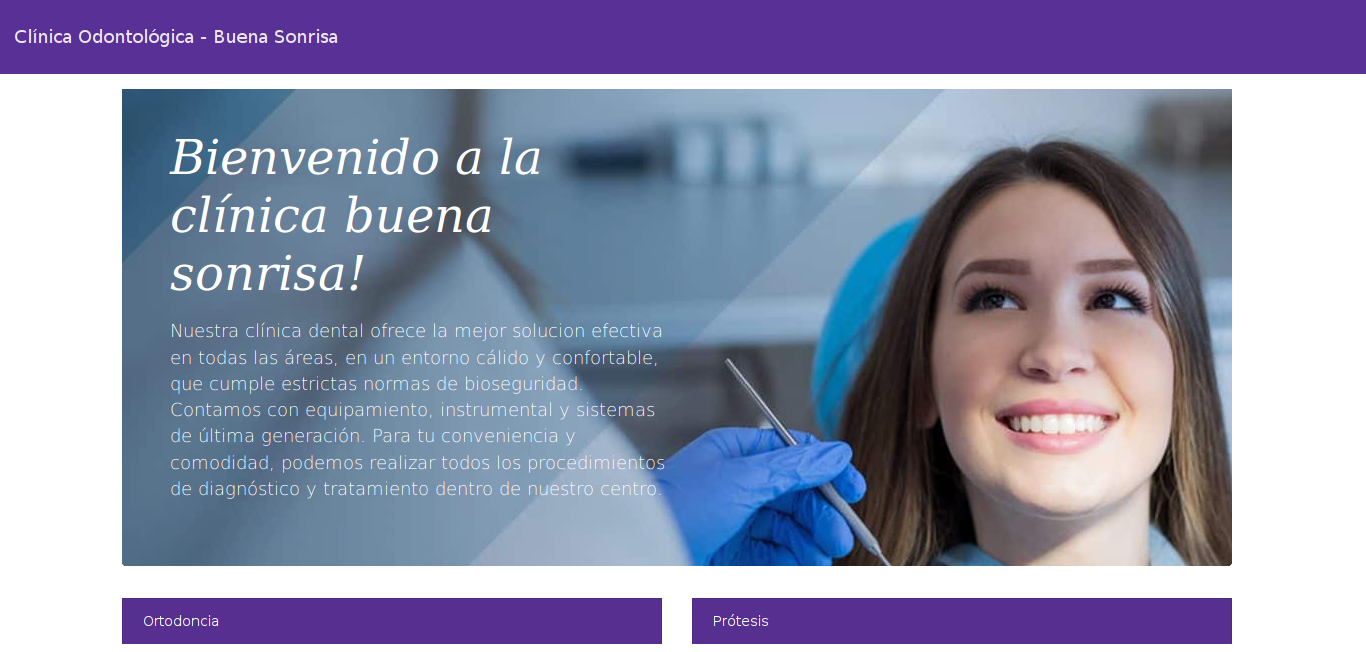 Clínica Odontológica - Buena Sonrisa
Bienvenido a la
clínica buena
sonrisa!
Nuestra clínica dental ofrece la mejor solucion efectiva
en todas las áreas, en un entorno cálido y confortable,
que cumple estrictas normas de bioseguridad.
Contamos con equipamiento, instrumental y sistemas
de última generación. Para tu conveniencia y
comodidad, podemos realizar todos los procedimientos
de diagnóstico y tratamiento dentro de nuestro centro.
Ortodoncia
Prótesis